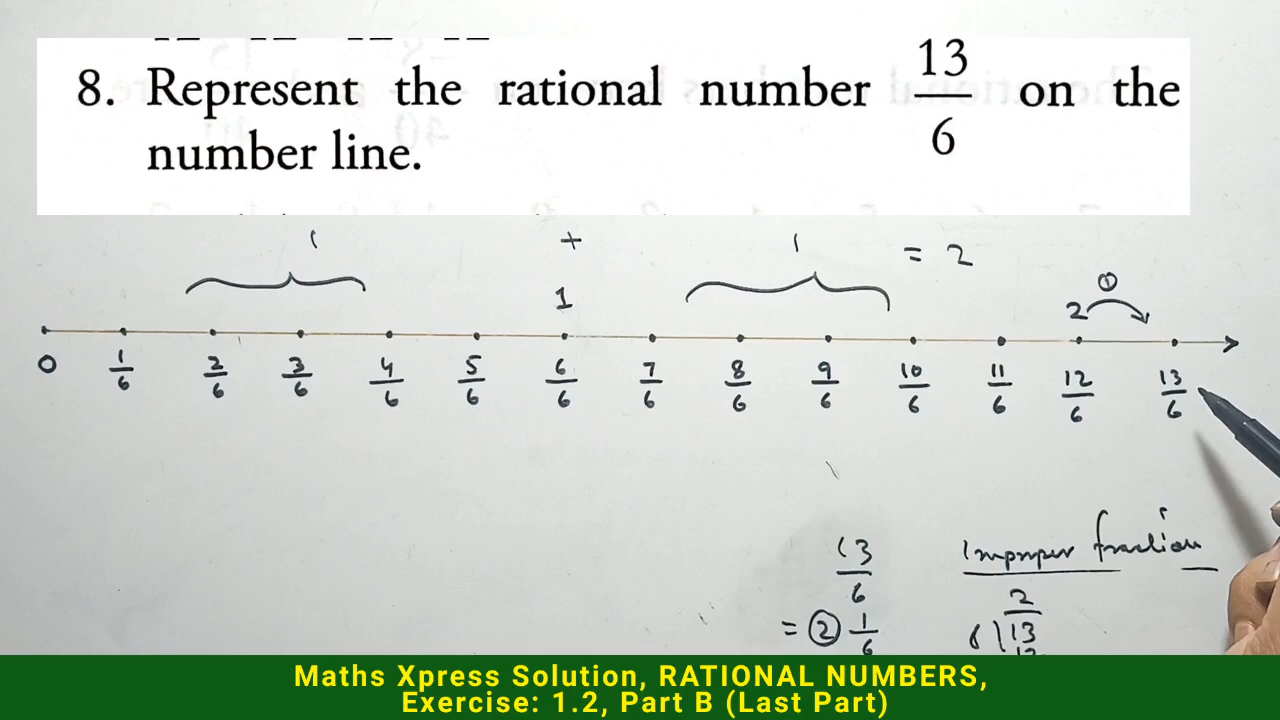 8. Represent the rational number 13/6 on the
number line.
1 + 1 = 2
1 2 ①
0 1/6 2/6 3/6 4/6 5/6 6/6 7/6 8/6 9/6 10/6 11/6 12/6 13/6
13/6 Improper fraction
= ② 1/6
2
6)13
Maths Xpress Solution, RATIONAL NUMBERS,
Exercise: 1.2, Part B (Last Part)